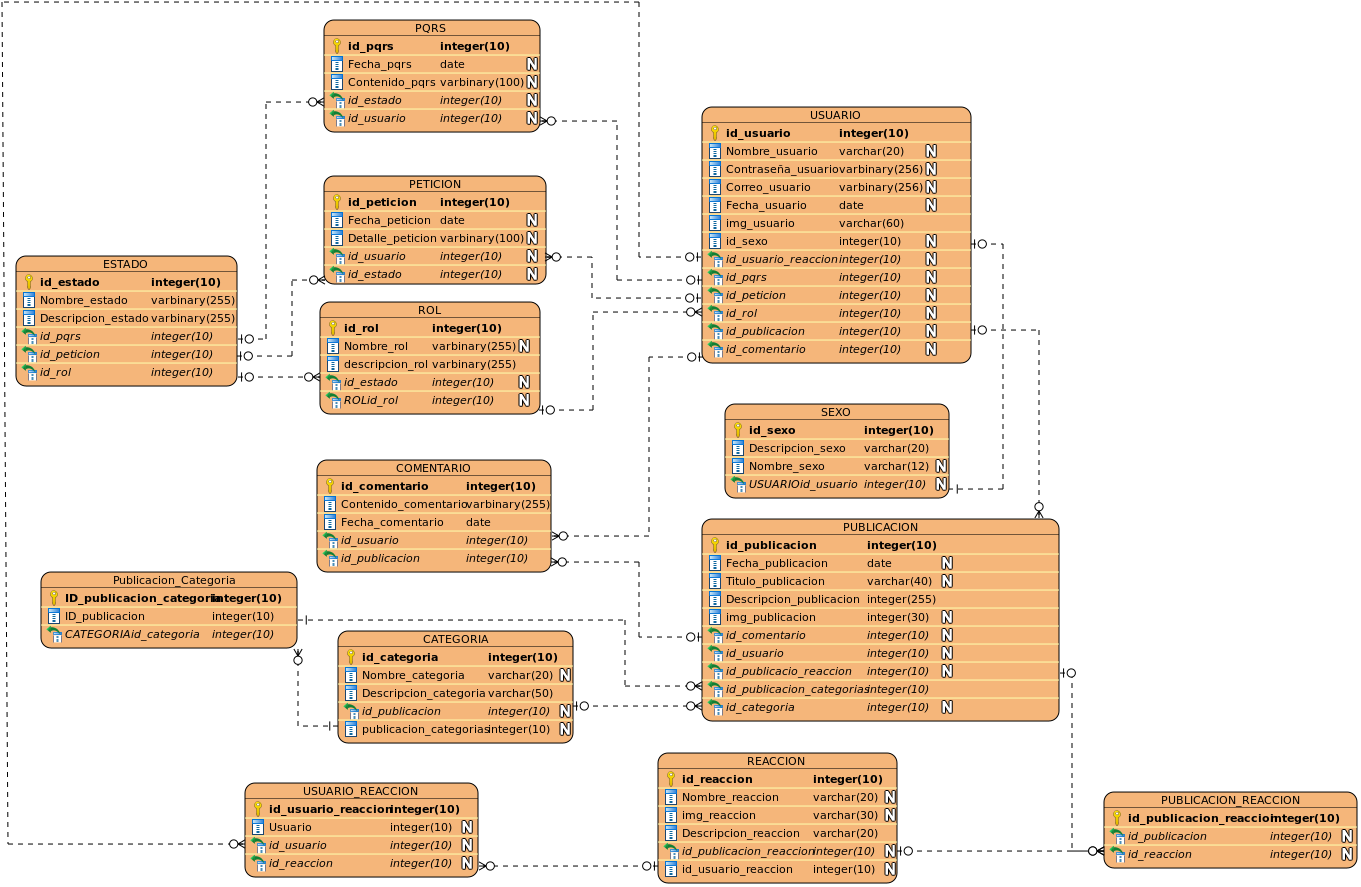 PQRS
id_pqrs integer(10)
Fecha_pqrs date N
Contenido_pqrs varbinary(100) N
id_estado integer(10) N
id_usuario integer(10) N
USUARIO
id_usuario integer(10)
Nombre_usuario varchar(20) N
Contraseña_usuario varbinary(256) N
Correo_usuario varbinary(256) N
Fecha_usuario date N
img_usuario varchar(60)
id_sexo integer(10) N
id_usuario_reaccion integer(10) N
id_pqrs integer(10) N
id_peticion integer(10) N
id_rol integer(10) N
id_publicacion integer(10) N
id_comentario integer(10) N
PETICION
id_peticion integer(10)
Fecha_peticion date N
Detalle_peticion varbinary(100) N
id_usuario integer(10) N
id_estado integer(10) N
ESTADO
id_estado integer(10)
Nombre_estado varbinary(255)
Descripcion_estado varbinary(255)
id_pqrs integer(10)
id_peticion integer(10)
id_rol integer(10)
ROL
id_rol integer(10)
Nombre_rol varbinary(255) N
descripcion_rol varbinary(255)
id_estado integer(10) N
ROLid_rol integer(10) N
SEXO
id_sexo integer(10)
Descripcion_sexo varchar(20)
Nombre_sexo varchar(12) N
USUARIOid_usuario integer(10) N
COMENTARIO
id_comentario integer(10)
Contenido_comentario varbinary(255)
Fecha_comentario date
id_usuario integer(10)
id_publicacion integer(10)
PUBLICACION
id_publicacion integer(10)
Fecha_publicacion date N
Titulo_publicacion varchar(40) N
Descripcion_publicacion integer(255)
img_publicacion integer(30) N
id_comentario integer(10) N
id_usuario integer(10) N
id_publicacio_reaccion integer(10) N
id_publicacion_categorias integer(10)
id_categoria integer(10) N
Publicacion_Categoria
ID_publicacion_categoria integer(10)
ID_publicacion integer(10)
CATEGORIAid_categoria integer(10)
CATEGORIA
id_categoria integer(10)
Nombre_categoria varchar(20) N
Descripcion_categoria varchar(50)
id_publicacion integer(10) N
publicacion_categorias integer(10) N
REACCION
id_reaccion integer(10)
Nombre_reaccion varchar(20) N
img_reaccion varchar(30) N
Descripcion_reaccion varchar(20)
id_publicacion_reaccion integer(10) N
id_usuario_reaccion integer(10) N
USUARIO_REACCION
id_usuario_reaccion integer(10)
Usuario integer(10) N
id_usuario integer(10) N
id_reaccion integer(10) N
PUBLICACION_REACCION
id_publicacion_reaccion integer(10)
id_publicacion integer(10) N
id_reaccion integer(10) N